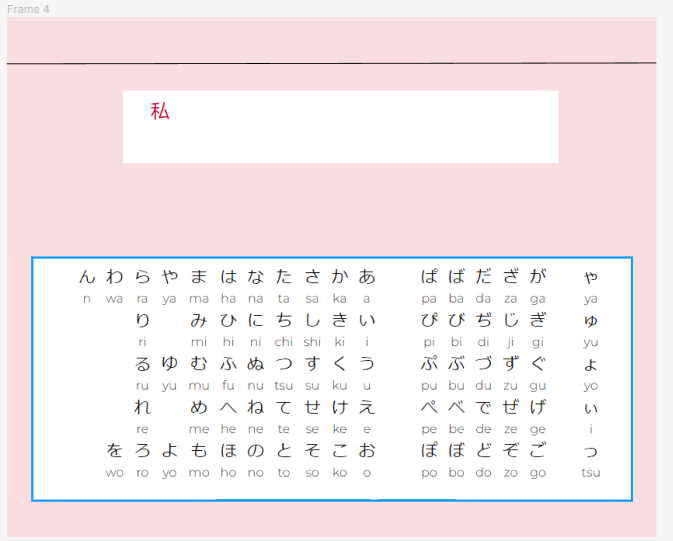 Frame 4
私
ん わ ら や ま は な た さ か あ ぱ ば だ ざ が ゃ
n wa ra ya ma ha na ta sa ka a pa ba da za ga ya
り み ひ に ち し き い ぴ び ぢ じ ぎ ゅ
ri mi hi ni chi shi ki i pi bi di ji gi yu
る ゆ む ふ ぬ つ す く う ぷ ぶ づ ず ぐ ょ
ru yu mu fu nu tsu su ku u pu bu du zu gu yo
れ め へ ね て せ け え ぺ べ で ぜ げ ぃ
re me he ne te se ke e pe be de ze ge i
を ろ よ も ほ の と そ こ お ぽ ぼ ど ぞ ご っ
wo ro yo mo ho no to so ko o po bo do zo go tsu